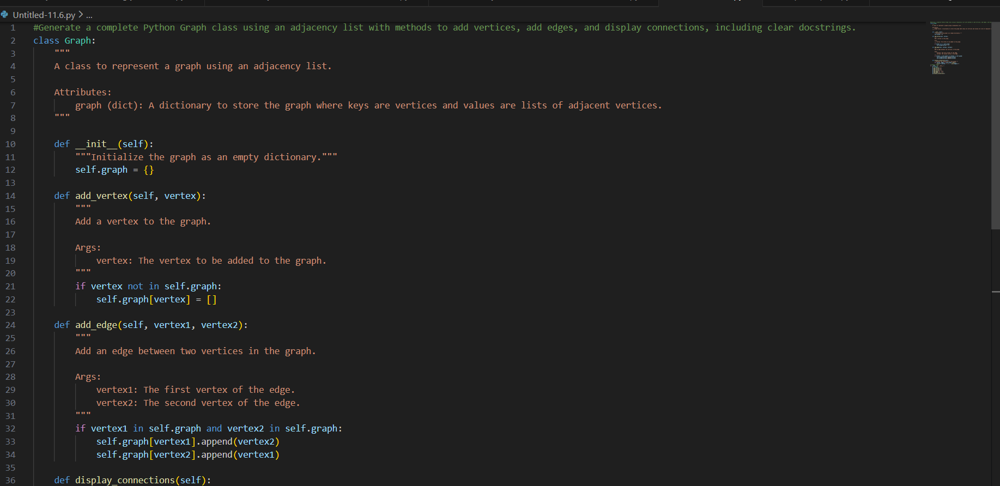 Untitled-11.6.py > ...
1 #Generate a complete Python Graph class using an adjacency list with methods to add vertices, add edges, and display connections, including clear docstrings.
2 class Graph:
3     """
4     A class to represent a graph using an adjacency list.
5
6     Attributes:
7         graph (dict): A dictionary to store the graph where keys are vertices and values are lists of adjacent vertices.
8     """
9
10     def __init__(self):
11         """Initialize the graph as an empty dictionary."""
12         self.graph = {}
13
14     def add_vertex(self, vertex):
15         """
16         Add a vertex to the graph.
17
18         Args:
19             vertex: The vertex to be added to the graph.
20         """
21         if vertex not in self.graph:
22             self.graph[vertex] = []
23
24     def add_edge(self, vertex1, vertex2):
25         """
26         Add an edge between two vertices in the graph.
27
28         Args:
29             vertex1: The first vertex of the edge.
30             vertex2: The second vertex of the edge.
31         """
32         if vertex1 in self.graph and vertex2 in self.graph:
33             self.graph[vertex1].append(vertex2)
34             self.graph[vertex2].append(vertex1)
35
36     def display_connections(self):